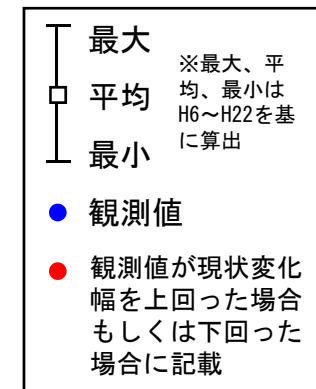 最大
平均
最小
※最大、平
均、最小は
H6～H22を基
に算出
観測値
観測値が現状変化
幅を上回った場合
もしくは下回った
場合に記載